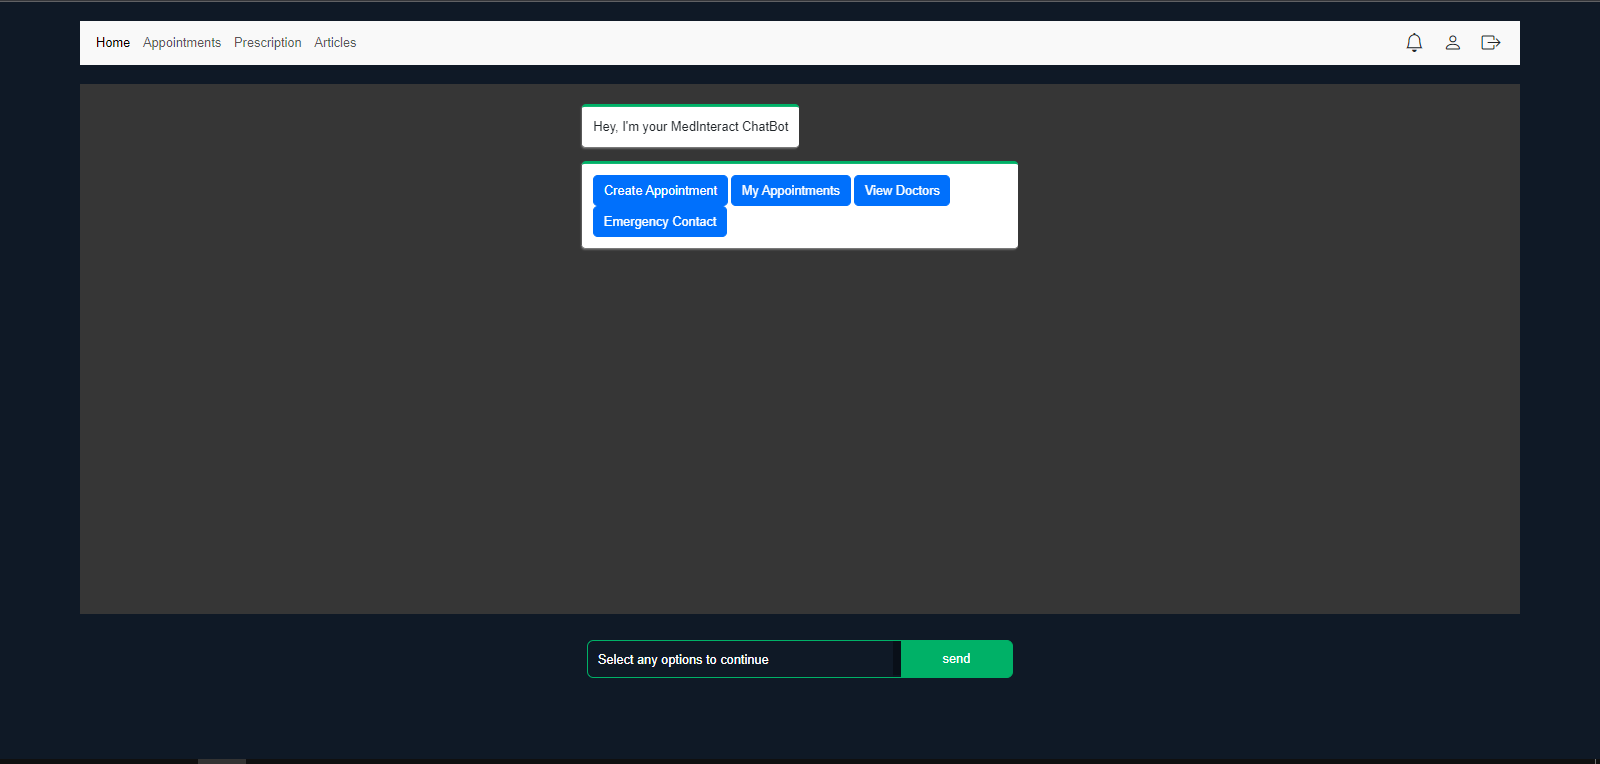 Home Appointments Prescription Articles
Hey, I'm your MedInteract ChatBot
Create Appointment My Appointments View Doctors
Emergency Contact
Select any options to continue send